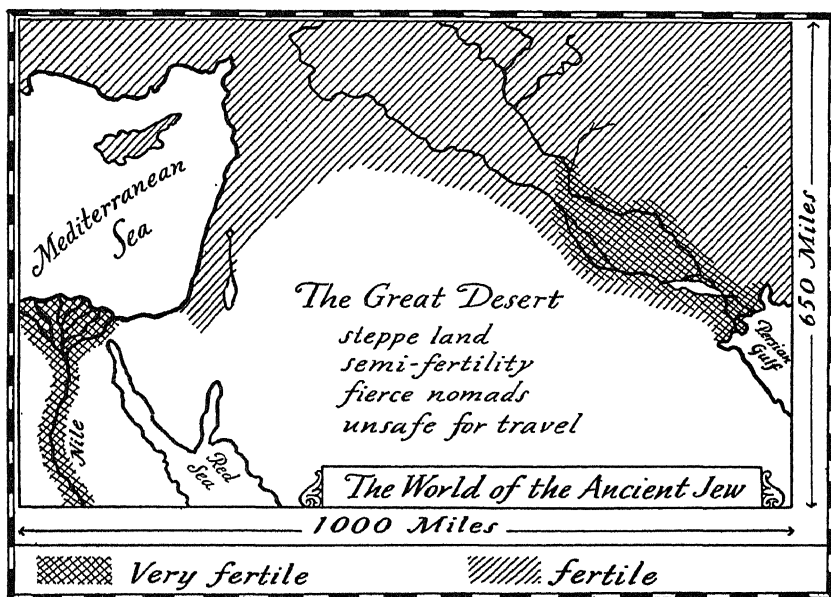 Mediterranean
Sea
The Great Desert
steppe land
semi-fertility
fierce nomads
unsafe for travel
Persian
Gulf
650 Miles
Nile
Red
Sea
The World of the Ancient Jew
1000 Miles
Very fertile
fertile